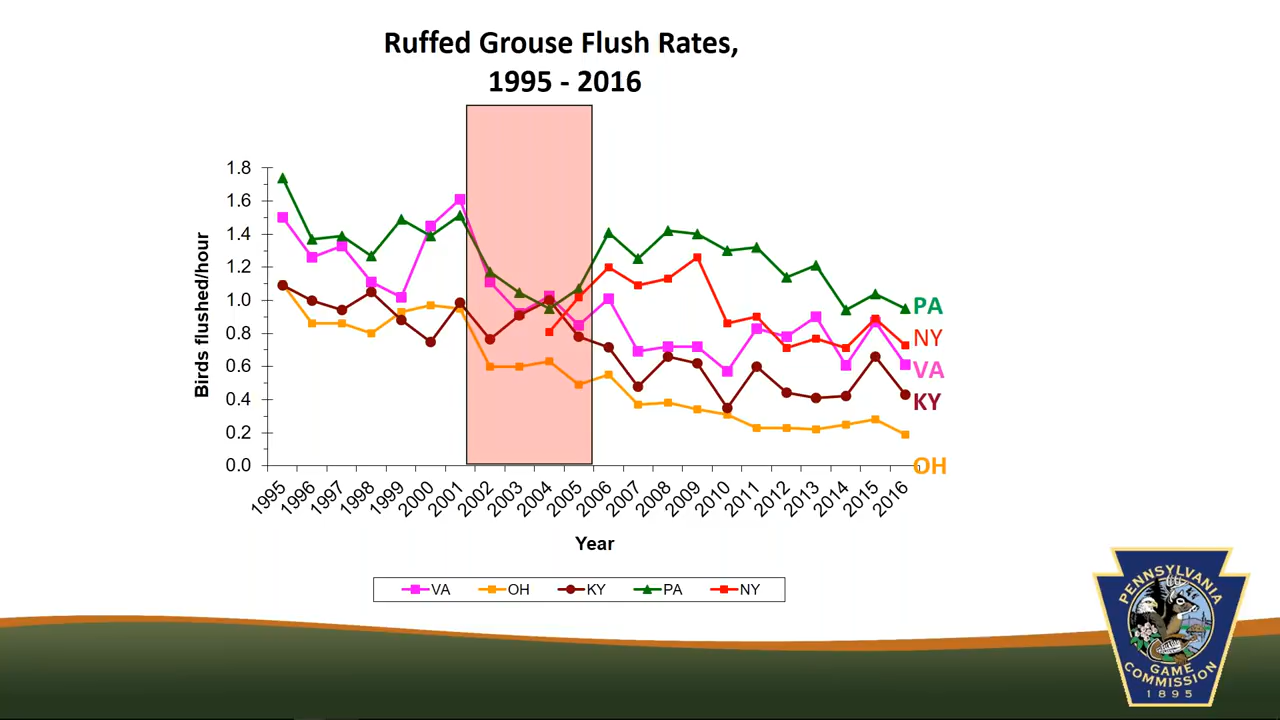 Ruffed Grouse Flush Rates,
1995 - 2016
Birds flushed/hour
1.8
1.6
1.4
1.2
1.0
0.8
0.6
0.4
0.2
0.0
PA
NY
VA
KY
OH
1995 1996 1997 1998 1999 2000 2001 2002 2003 2004 2005 2006 2007 2008 2009 2010 2011 2012 2013 2014 2015 2016
Year
VA OH KY PA NY
PENNSYLVANIA
GAME
COMMISSION
1895